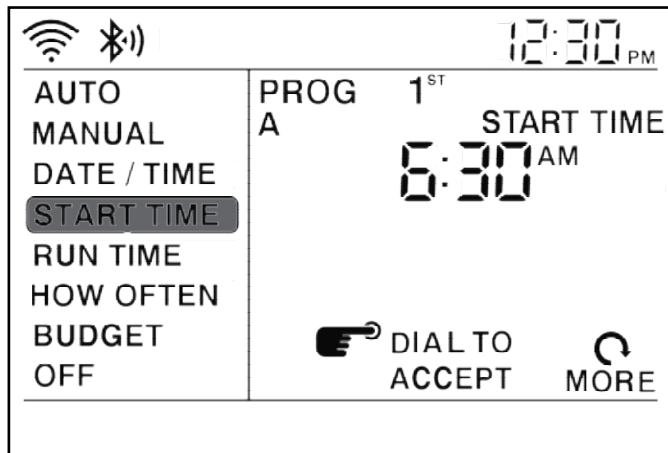 12:30 PM
AUTO
MANUAL
DATE / TIME
START TIME
RUN TIME
HOW OFTEN
BUDGET
OFF
PROG 1ST
A START TIME
6:30 AM
DIAL TO
ACCEPT
MORE